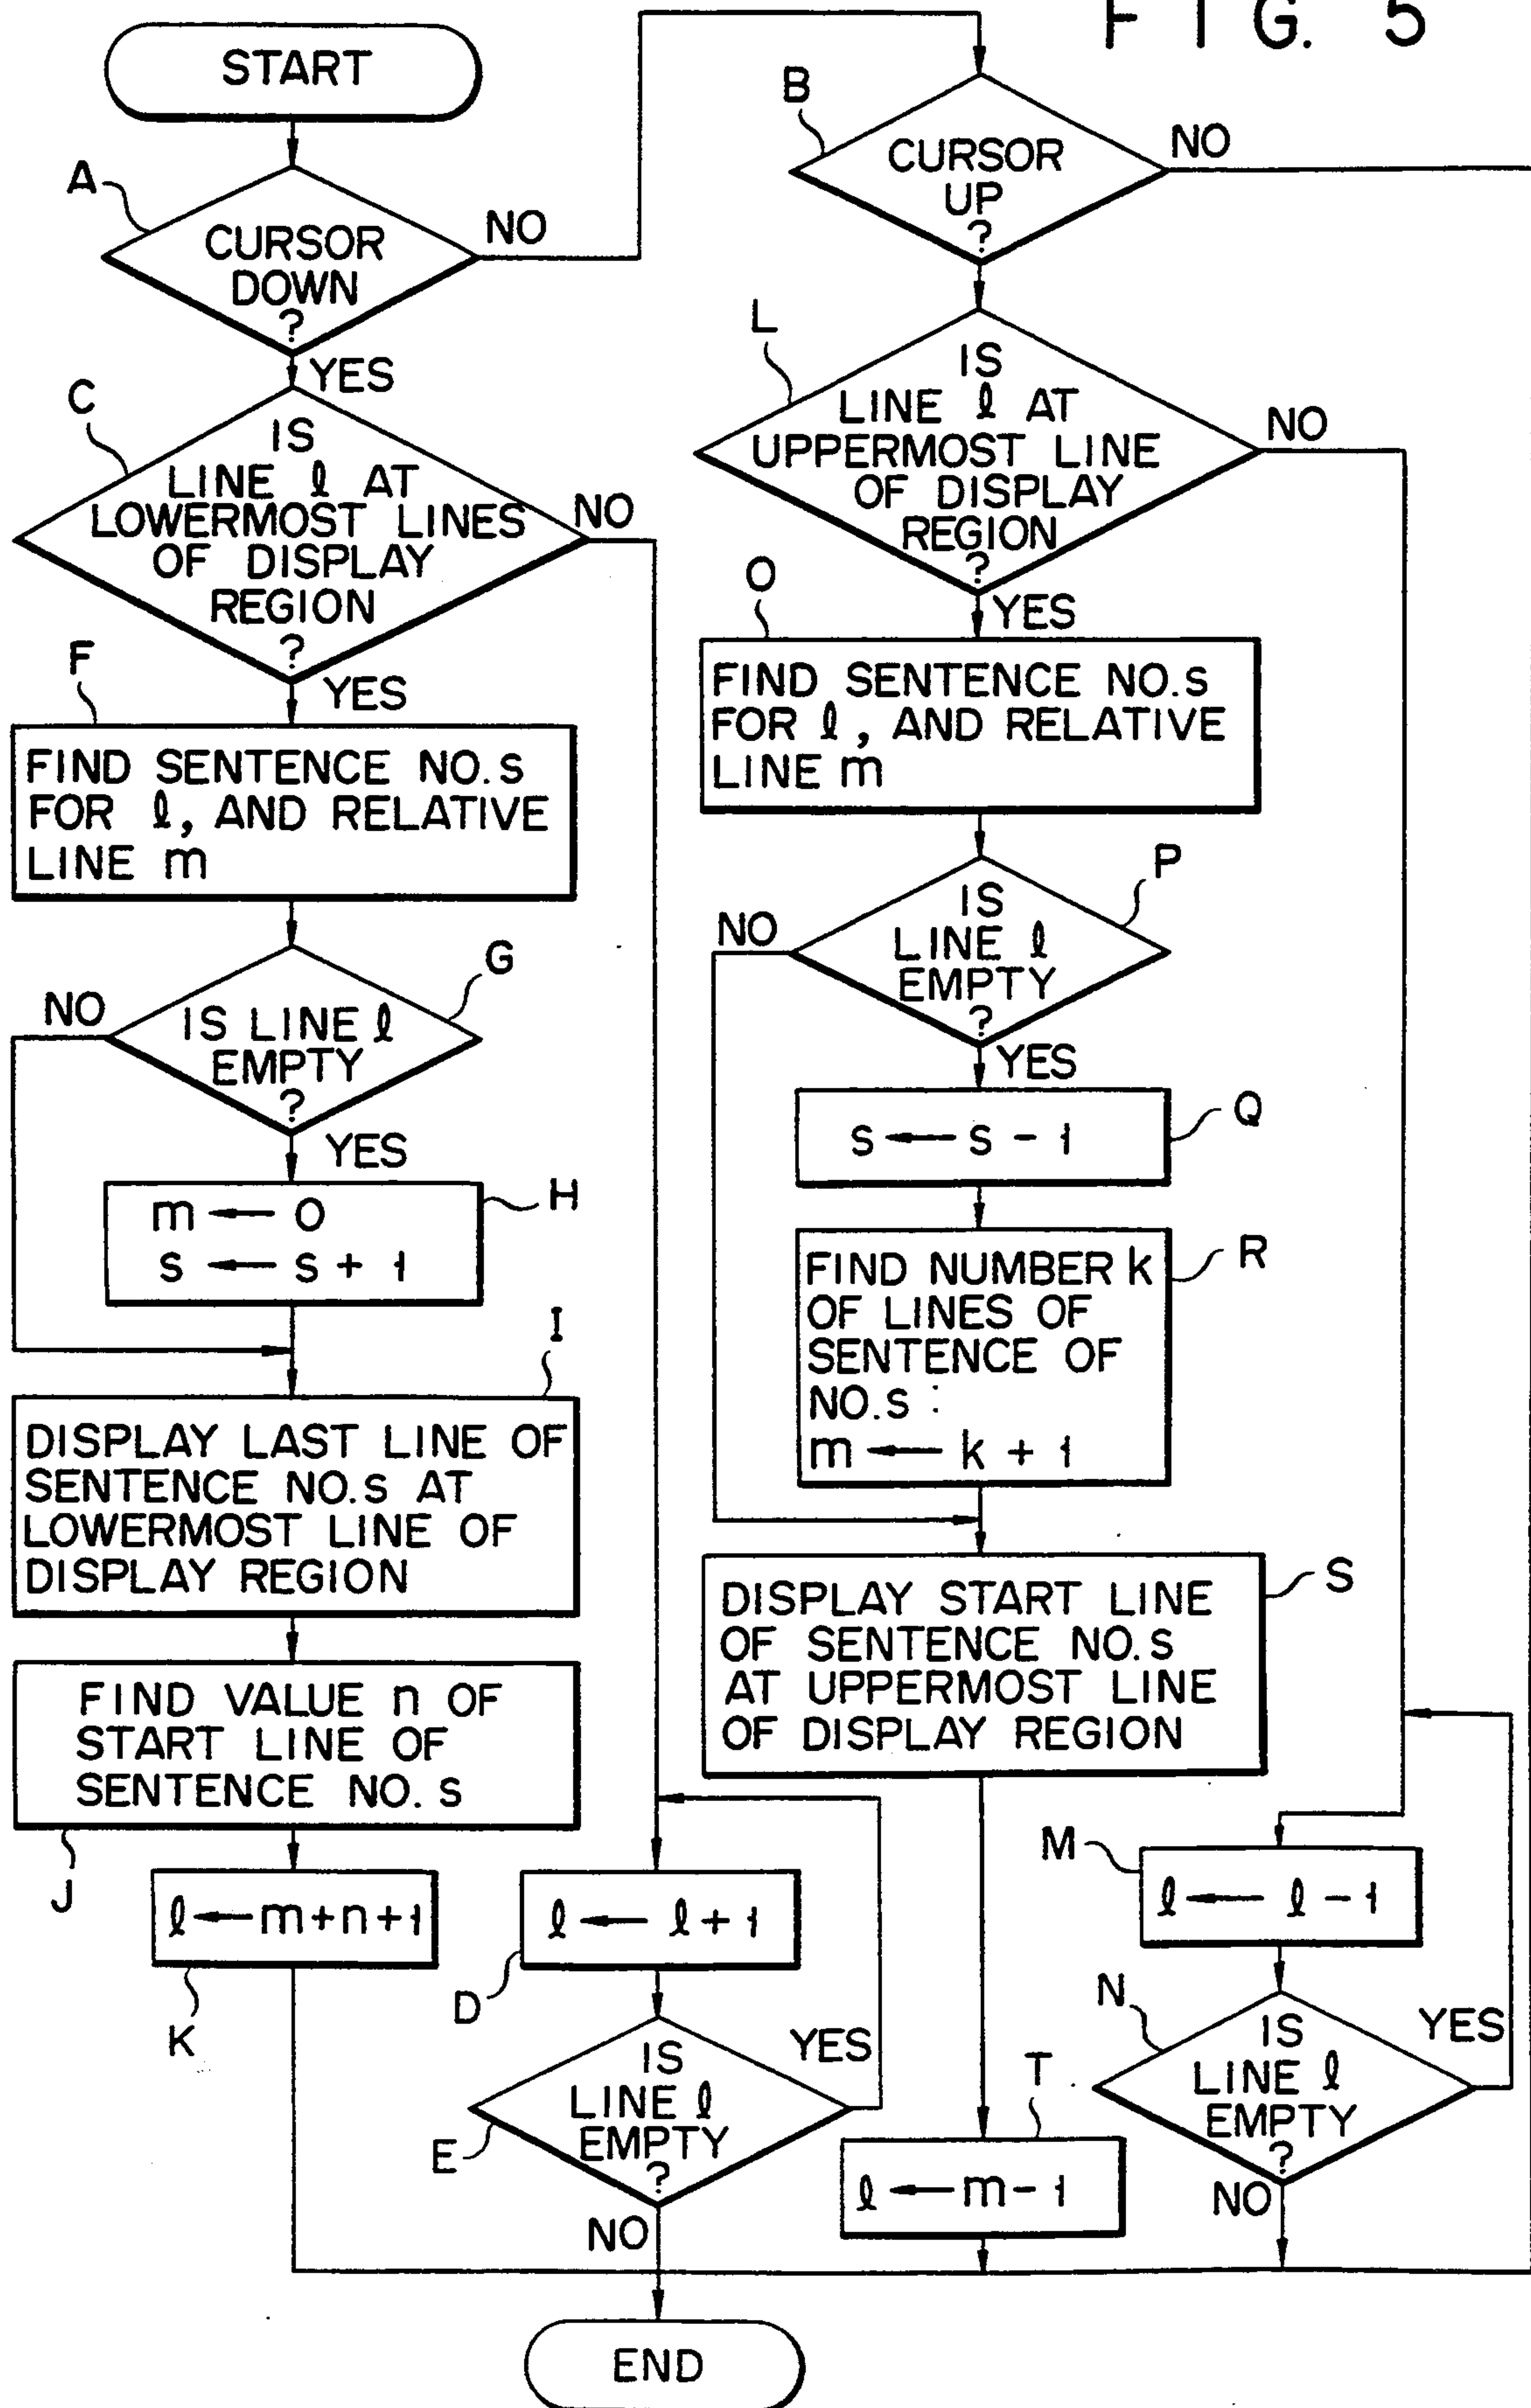 FIG. 5
START
A
CURSOR
DOWN
?
NO
YES
B
CURSOR
UP
?
NO
C
IS
LINE ℓ AT
LOWERMOST LINES
OF DISPLAY
REGION
?
NO
YES
L
IS
LINE ℓ AT
UPPERMOST LINE
OF DISPLAY
REGION
?
NO
YES
F
FIND SENTENCE NO.s
FOR ℓ, AND RELATIVE
LINE m
O
FIND SENTENCE NO.s
FOR ℓ, AND RELATIVE
LINE m
G
IS LINE ℓ
EMPTY
?
NO
YES
P
IS
LINE ℓ
EMPTY
?
NO
YES
H
m ← 0
s ← s + 1
Q
s ← s - 1
R
FIND NUMBER k
OF LINES OF
SENTENCE OF
NO.s :
m ← k + 1
I
DISPLAY LAST LINE OF
SENTENCE NO.s AT
LOWERMOST LINE OF
DISPLAY REGION
S
DISPLAY START LINE
OF SENTENCE NO.s
AT UPPERMOST LINE
OF DISPLAY REGION
FIND VALUE n OF
START LINE OF
SENTENCE NO. s
J
ℓ ← m+n+1
K
ℓ ← ℓ + 1
D
M
ℓ ← ℓ - 1
E
IS
LINE ℓ
EMPTY
?
YES
NO
T
ℓ ← m - 1
N
IS
LINE ℓ
EMPTY
?
YES
NO
END